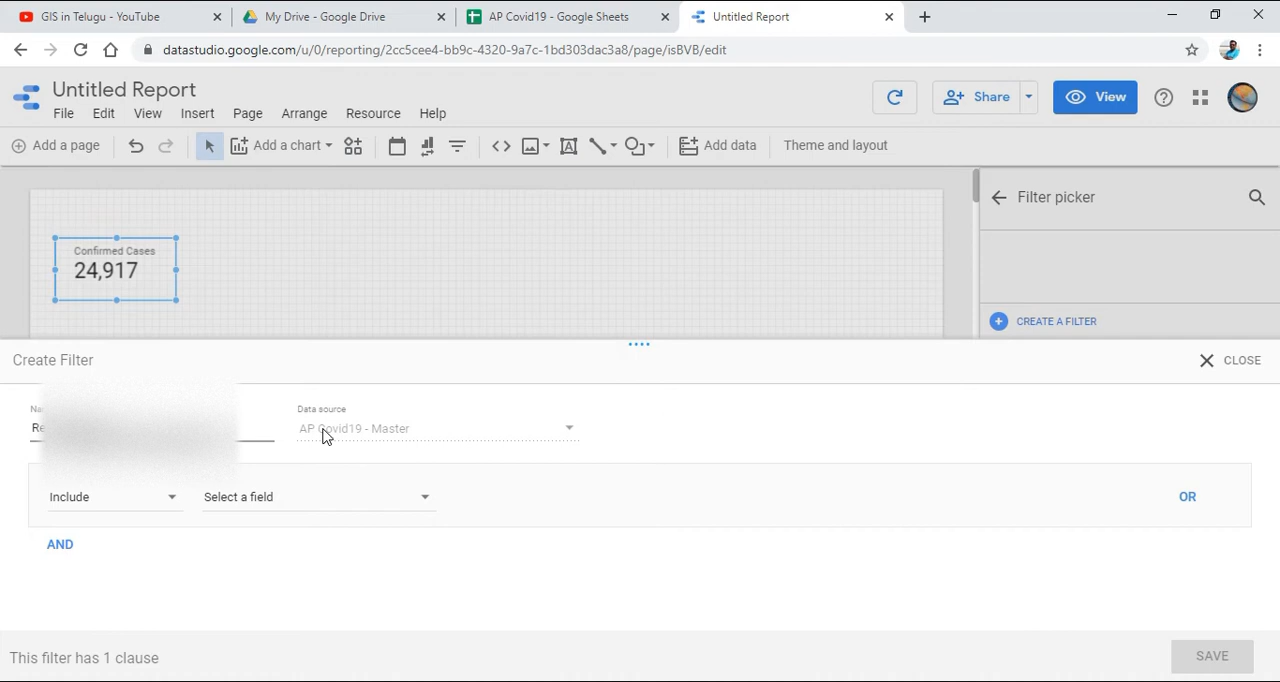 GIS in Telugu - YouTube
My Drive - Google Drive
AP Covid19 - Google Sheets
Untitled Report
datastudio.google.com/u/0/reporting/2cc5cee4-bb9c-4320-9a7c-1bd303dac3a8/page/isBVB/edit
Untitled Report
File Edit View Insert Page Arrange Resource Help
Share
View
Add a page
Add a chart
Add data
Theme and layout
Filter picker
Confirmed Cases
24,917
CREATE A FILTER
Create Filter
CLOSE
Data source
AP Covid19 - Master
Include
Select a field
OR
AND
This filter has 1 clause
SAVE